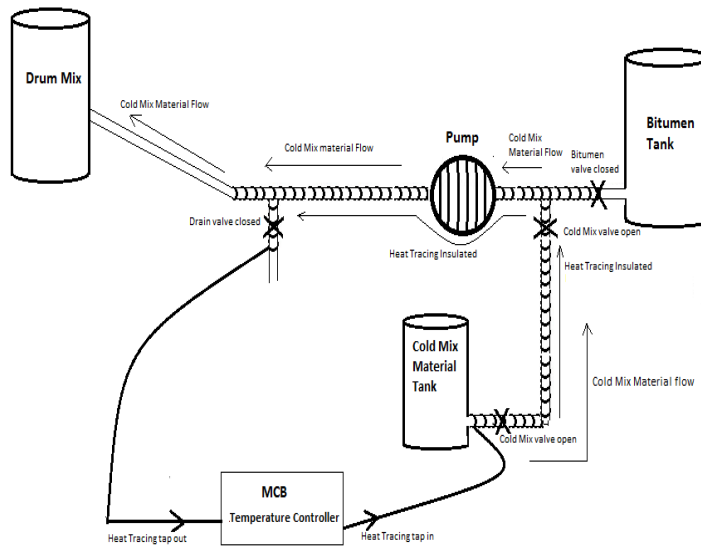 Drum Mix
Cold Mix Material Flow
Cold Mix material Flow
Pump
Cold Mix
Material Flow
Bitumen
valve closed
Bitumen
Tank
Drain valve closed
Heat Tracing Insulated
Cold Mix valve open
Heat Tracing Insulated
Cold Mix
Material
Tank
Cold Mix Material flow
Cold Mix valve open
MCB
Temperature Controller
Heat Tracing tap out
Heat Tracing tap in